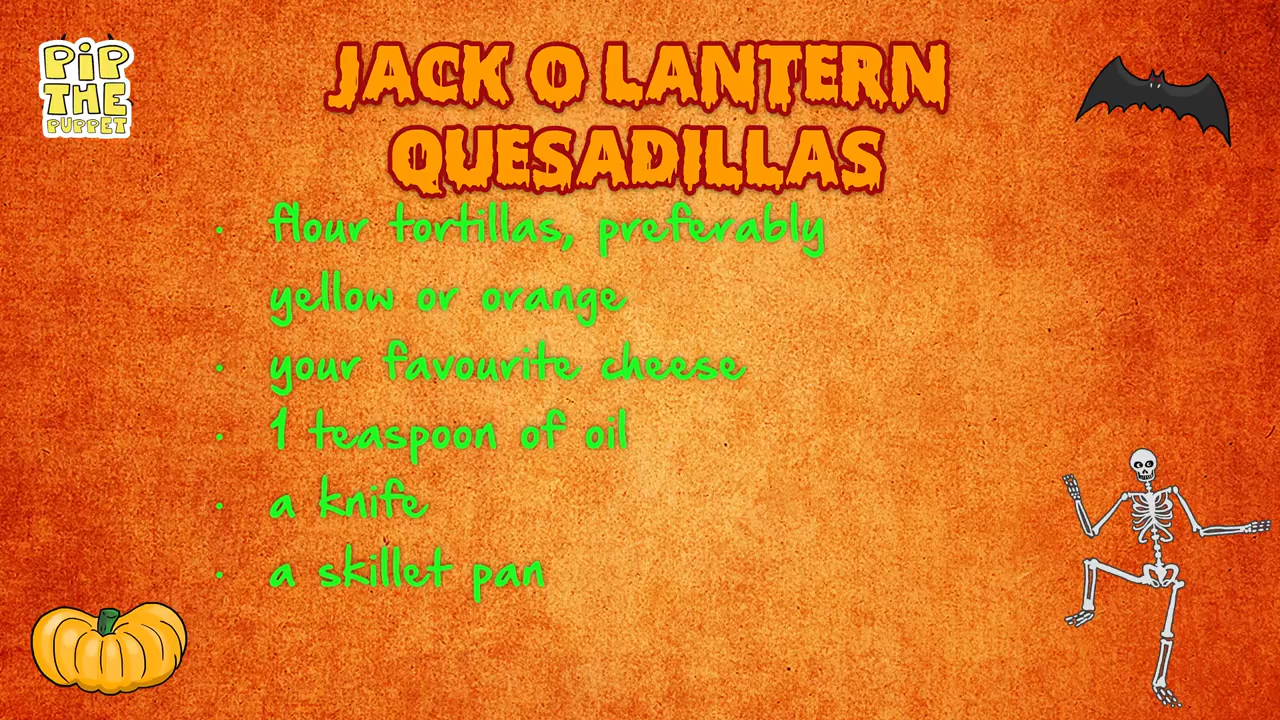 PiP
THE
PUPPET
JACK O LANTERN
QUESADILLAS
· flour tortillas, preferably
yellow or orange
· your favourite cheese
· 1 teaspoon of oil
· a knife
· a skillet pan